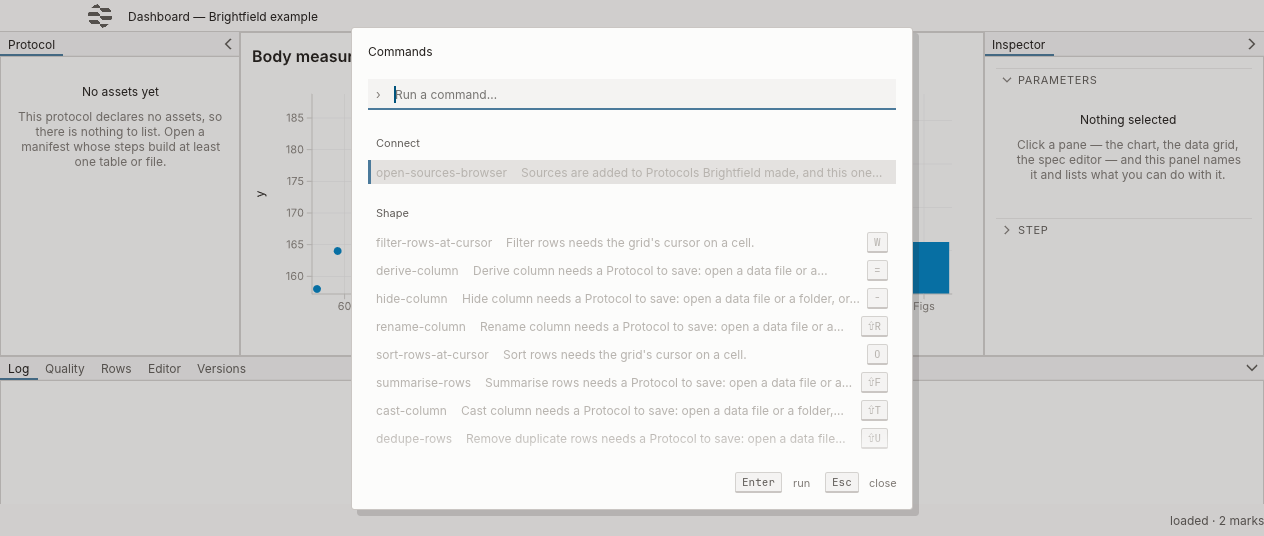 Dashboard — Brightfield example
Protocol
No assets yet
This protocol declares no assets, so
there is nothing to list. Open a
manifest whose steps build at least
one table or file.
Body measur
185
180
175
170
165
160
y
60
Figs
Commands
› Run a command...
Connect
open-sources-browser Sources are added to Protocols Brightfield made, and this one...
Shape
filter-rows-at-cursor Filter rows needs the grid's cursor on a cell. W
derive-column Derive column needs a Protocol to save: open a data file or a... =
hide-column Hide column needs a Protocol to save: open a data file or a folder, or... -
rename-column Rename column needs a Protocol to save: open a data file or a... ⇧R
sort-rows-at-cursor Sort rows needs the grid's cursor on a cell. O
summarise-rows Summarise rows needs a Protocol to save: open a data file or a... ⇧F
cast-column Cast column needs a Protocol to save: open a data file or a folder,... ⇧T
dedupe-rows Remove duplicate rows needs a Protocol to save: open a data file... ⇧U
Enter run Esc close
Inspector
PARAMETERS
Nothing selected
Click a pane — the chart, the data grid,
the spec editor — and this panel names
it and lists what you can do with it.
STEP
Log Quality Rows Editor Versions
loaded · 2 marks